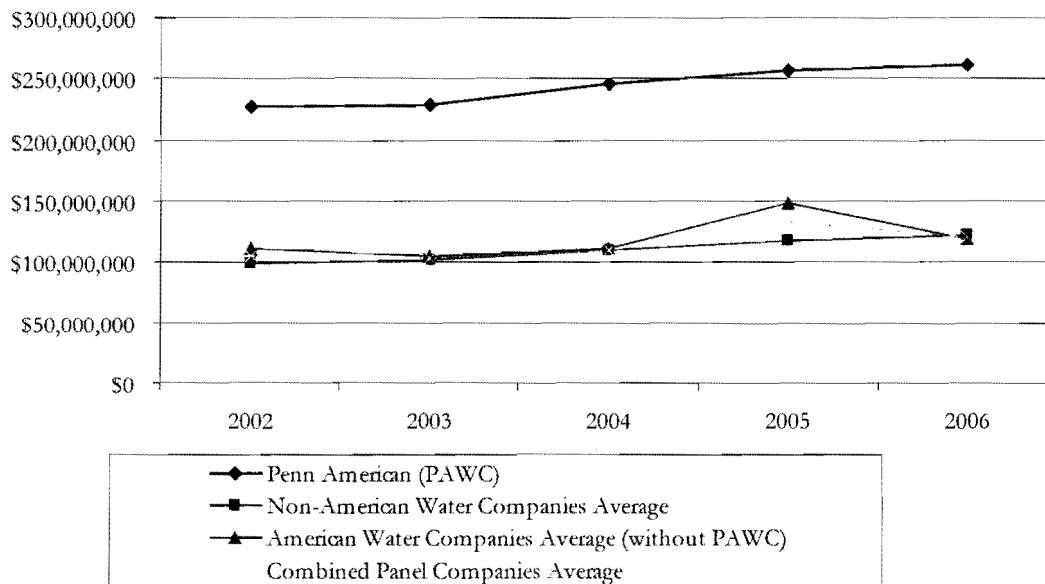 $300,000,000
$250,000,000
$200,000,000
$150,000,000
$100,000,000
$50,000,000
$0
2002 2003 2004 2005 2006
Penn American (PAWC)
Non-American Water Companies Average
American Water Companies Average (without PAWC)
Combined Panel Companies Average